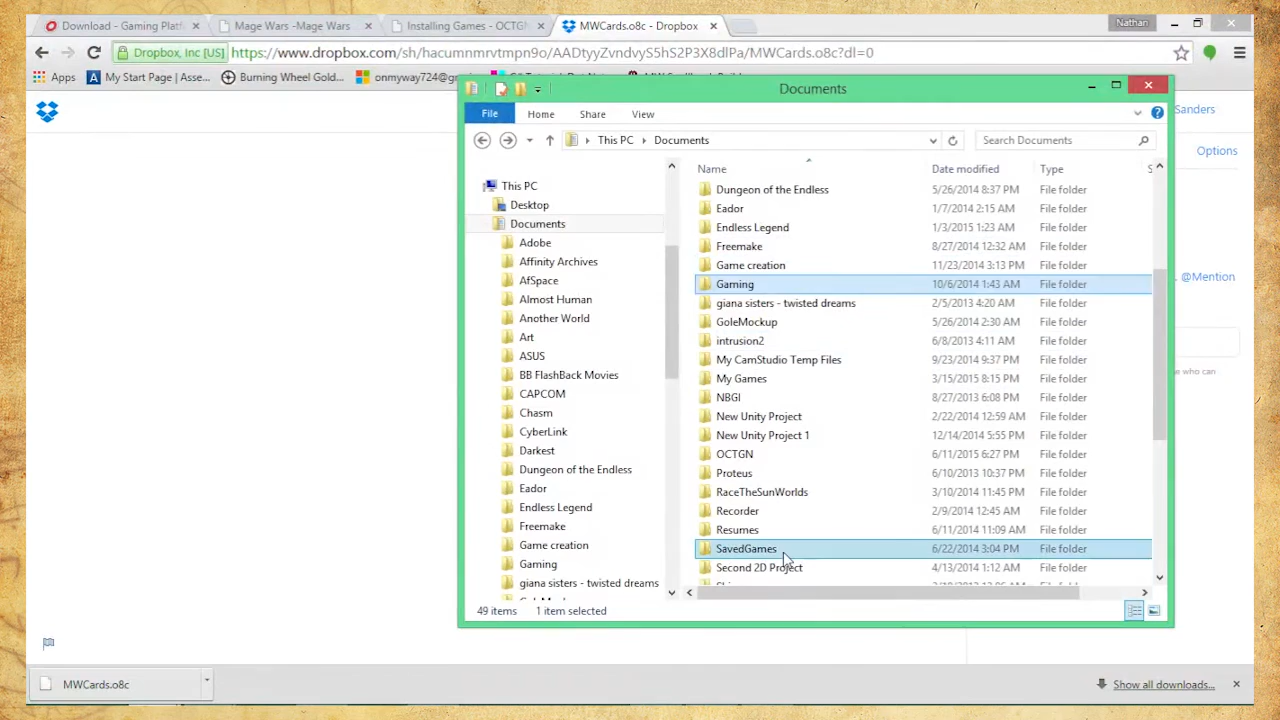 Download - Gaming Platf
Mage Wars -Mage Wars
Installing Games - OCTGN
MWCards.o8c - Dropbox
Nathan
Dropbox, Inc [US]
https://www.dropbox.com/sh/hacumnmrvtmpn9o/AADtyyZvndvyS5hS2P3X8dlPa/MWCards.o8c?dl=0
Apps
My Start Page | Asse...
Burning Wheel Gold...
onmyway724@g
Documents
Sanders
File
Home
Share
View
Options
This PC
Documents
Search Documents
Name
Date modified
Type
S
This PC
Desktop
Documents
Adobe
Affinity Archives
AfSpace
Almost Human
Another World
Art
ASUS
BB FlashBack Movies
CAPCOM
Chasm
CyberLink
Darkest
Dungeon of the Endless
Eador
Endless Legend
Freemake
Game creation
Gaming
giana sisters - twisted dreams
Dungeon of the Endless 5/26/2014 8:37 PM File folder
Eador 1/7/2014 2:15 AM File folder
Endless Legend 1/3/2015 1:23 AM File folder
Freemake 8/27/2014 12:32 AM File folder
Game creation 11/23/2014 3:13 PM File folder
Gaming 10/6/2014 1:43 AM File folder
giana sisters - twisted dreams 2/5/2013 4:20 AM File folder
GoleMockup 5/26/2014 2:30 AM File folder
intrusion2 6/8/2013 4:11 AM File folder
My CamStudio Temp Files 9/23/2014 9:37 PM File folder
My Games 3/15/2015 8:15 PM File folder
NBGI 8/27/2013 6:08 PM File folder
New Unity Project 2/22/2014 12:59 AM File folder
New Unity Project 1 12/14/2014 5:55 PM File folder
OCTGN 6/11/2015 6:27 PM File folder
Proteus 6/10/2013 10:37 PM File folder
RaceTheSunWorlds 3/10/2014 11:45 PM File folder
Recorder 2/9/2014 12:45 AM File folder
Resumes 6/11/2014 11:09 AM File folder
SavedGames 6/22/2014 3:04 PM File folder
Second 2D Project 4/13/2014 1:12 AM File folder
@Mention
e who can
49 items
1 item selected
MWCards.o8c
Show all downloads...